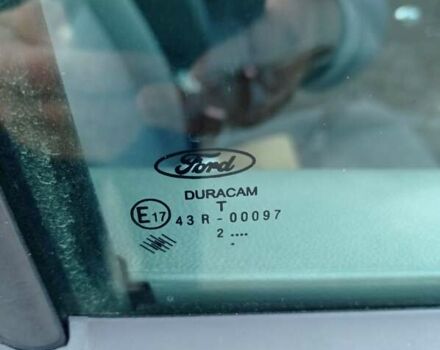 Ford
DURACAM
T
E17 43R-00097
2 ....
.